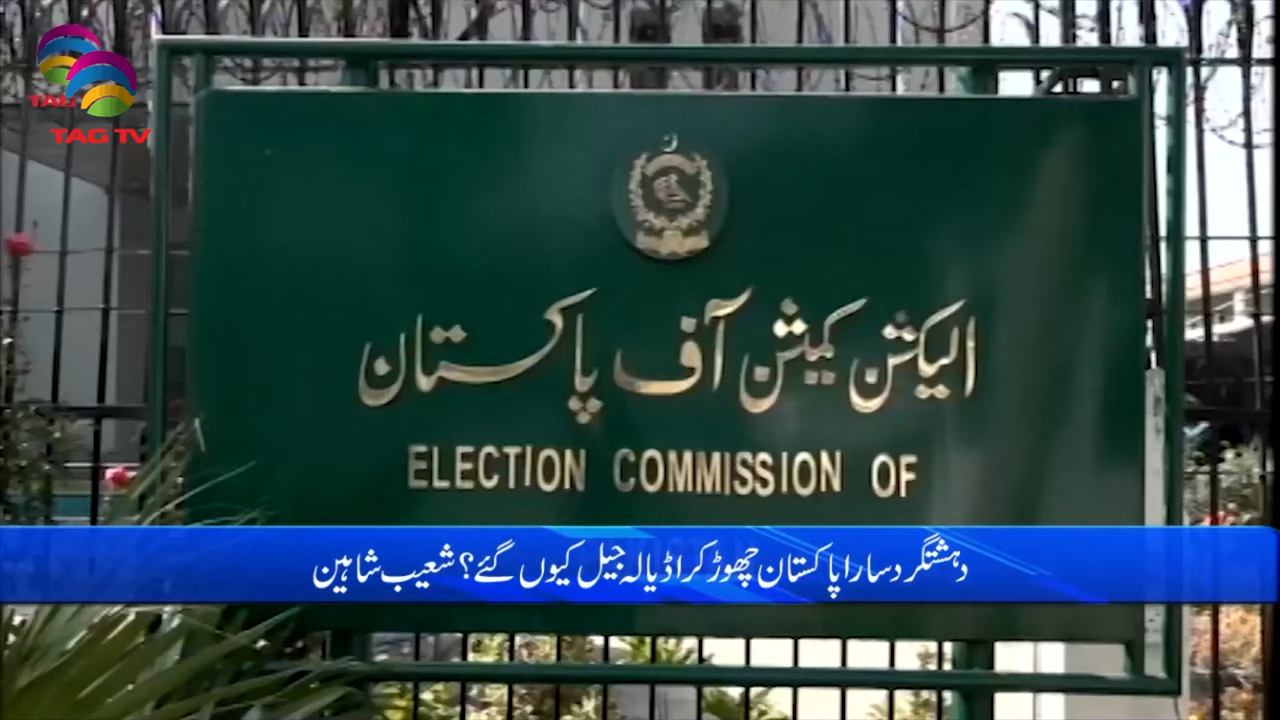 TAG
TAG TV
الیکشن کمیشن آف پاکستان
ELECTION COMMISSION OF
دہشتگرد سارا پاکستان چھوڑ کر اڈیالہ جیل کیوں گئے؟ شعیب شاہین